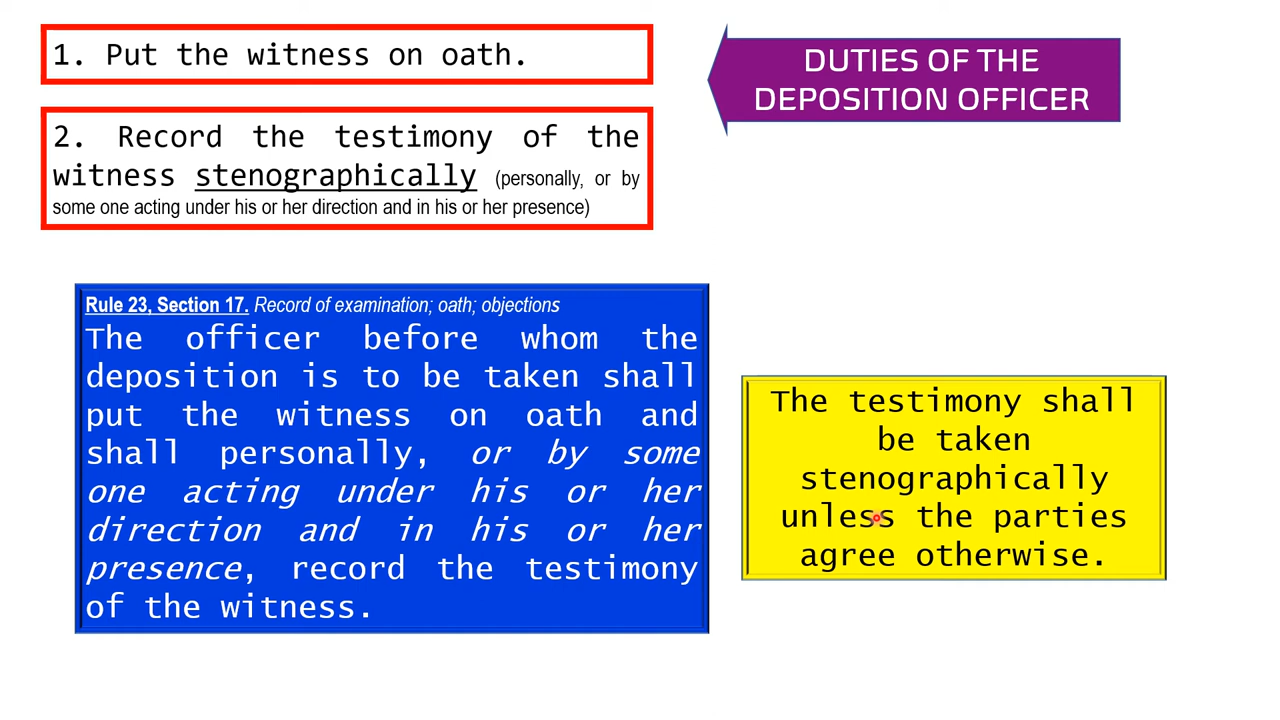 1. Put the witness on oath.
DUTIES OF THE
DEPOSITION OFFICER
2. Record the testimony of the
witness stenographically (personally, or by
some one acting under his or her direction and in his or her presence)
Rule 23, Section 17. Record of examination; oath; objections
The officer before whom the
deposition is to be taken shall
put the witness on oath and
shall personally, or by some
one acting under his or her
direction and in his or her
presence, record the testimony
of the witness.
The testimony shall
be taken
stenographically
unless the parties
agree otherwise.